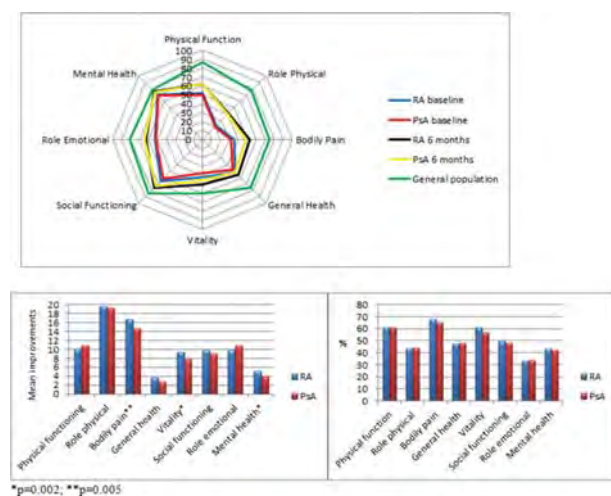 Physical Function
100
90
80
70
60
50
40
30
20
10
0
Role Physical
Bodily Pain
General Health
Vitality
Social Functioning
Role Emotional
Mental Health
RA baseline
PsA baseline
RA 6 months
PsA 6 months
General population
Mean improvements
20
18
16
14
12
10
8
6
4
2
0
Physical functioning
Role physical
Bodily pain**
General health
Vitality*
Social functioning
Role emotional
Mental health*
RA
PsA
%
80
70
60
50
40
30
20
10
0
Physical function
Role physical
Bodily pain
General health
Vitality
Social functioning
Role emotional
Mental health
RA
PsA
*p=0.002; **p=0.005